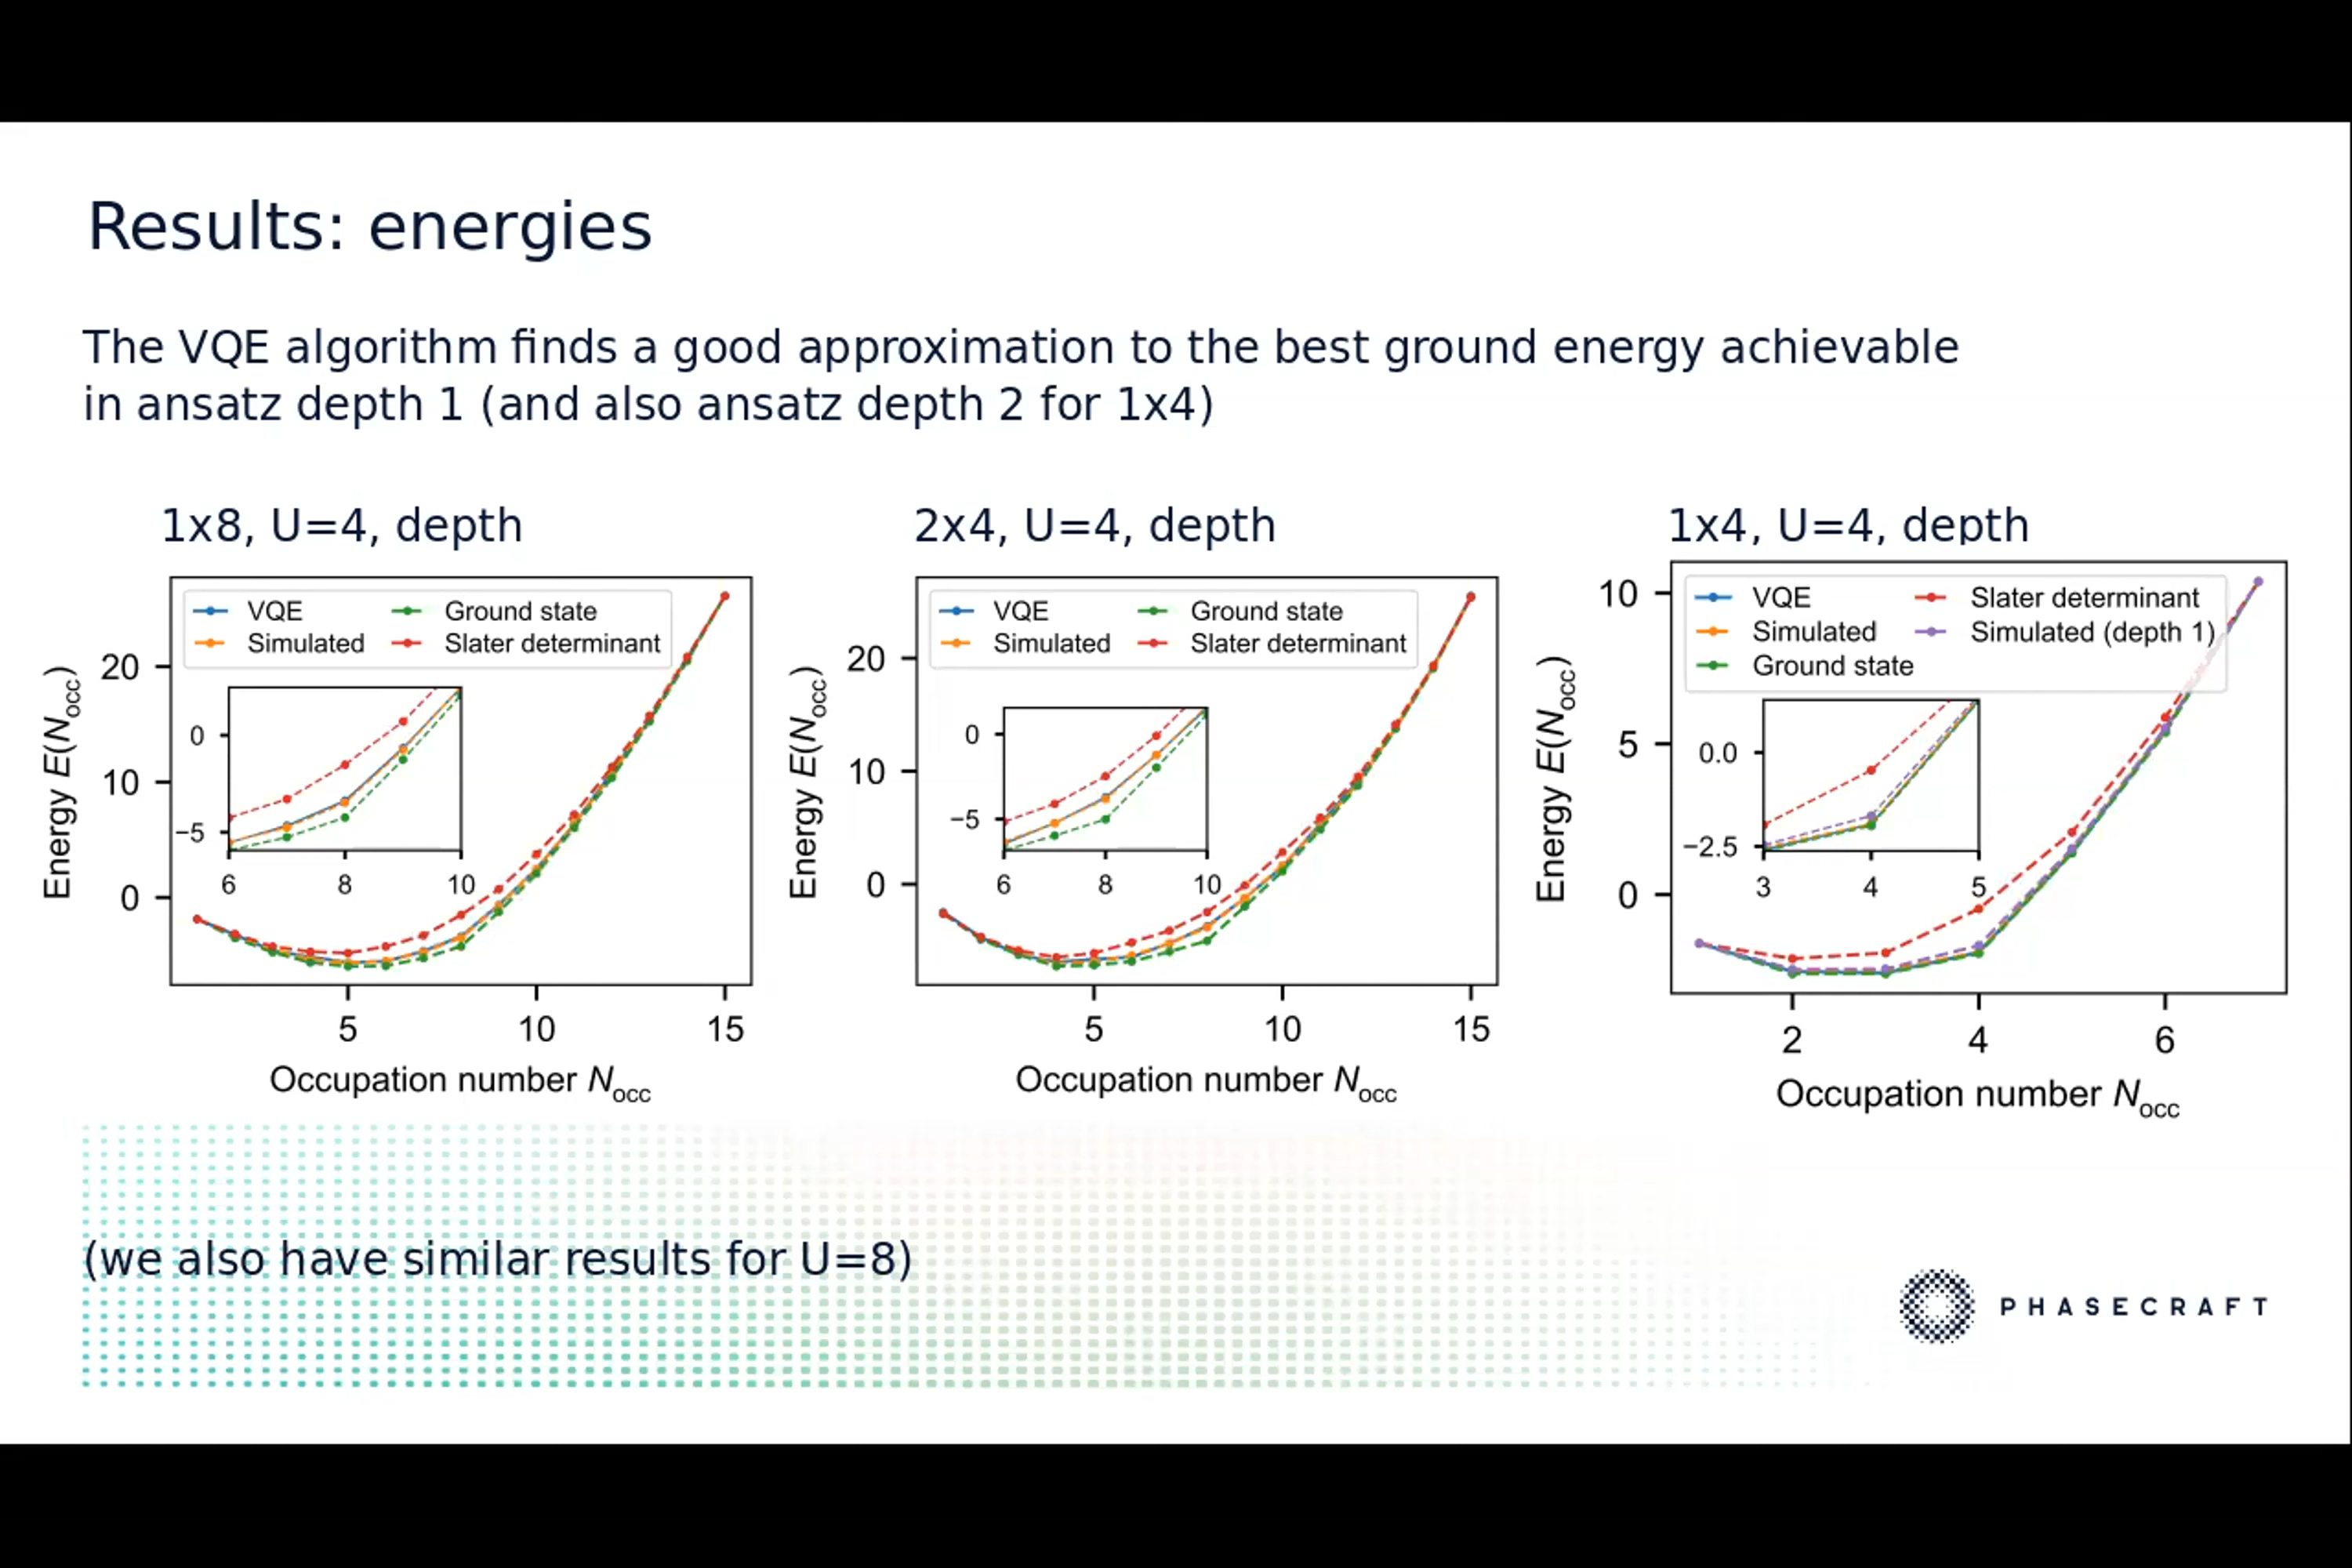 Results: energies
The VQE algorithm finds a good approximation to the best ground energy achievable
in ansatz depth 1 (and also ansatz depth 2 for 1x4)
1x8, U=4, depth
VQE
Simulated
Ground state
Slater determinant
20
10
0
0
−5
6
8
10
5
10
15
Energy E(Nocc)
Occupation number Nocc
2x4, U=4, depth
VQE
Simulated
Ground state
Slater determinant
20
10
0
0
−5
6
8
10
5
10
15
Energy E(Nocc)
Occupation number Nocc
1x4, U=4, depth
VQE
Simulated
Ground state
Slater determinant
Simulated (depth 1)
10
5
0
0.0
−2.5
3
4
5
2
4
6
Energy E(Nocc)
Occupation number Nocc
(we also have similar results for U=8)
PHASECRAFT